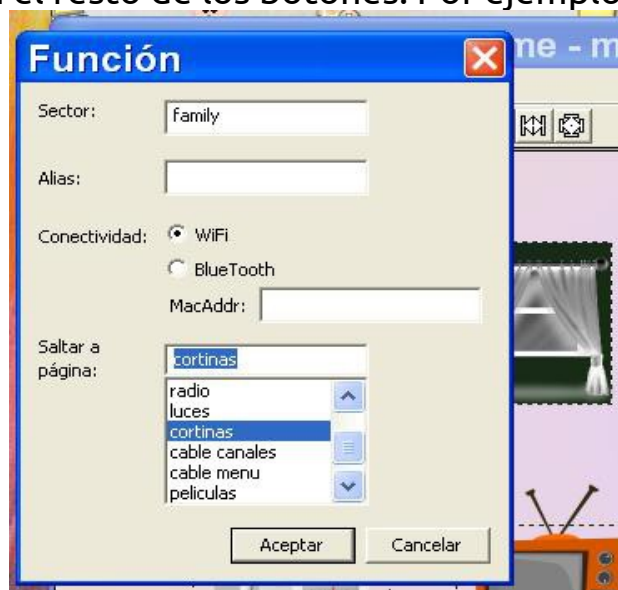 el resto de los botones. Por ejemplo
me - m
Función
Sector: family
Alias:
Conectividad: WiFi
BlueTooth
MacAddr:
Saltar a
página: cortinas
radio
luces
cortinas
cable canales
cable menu
peliculas
Aceptar Cancelar